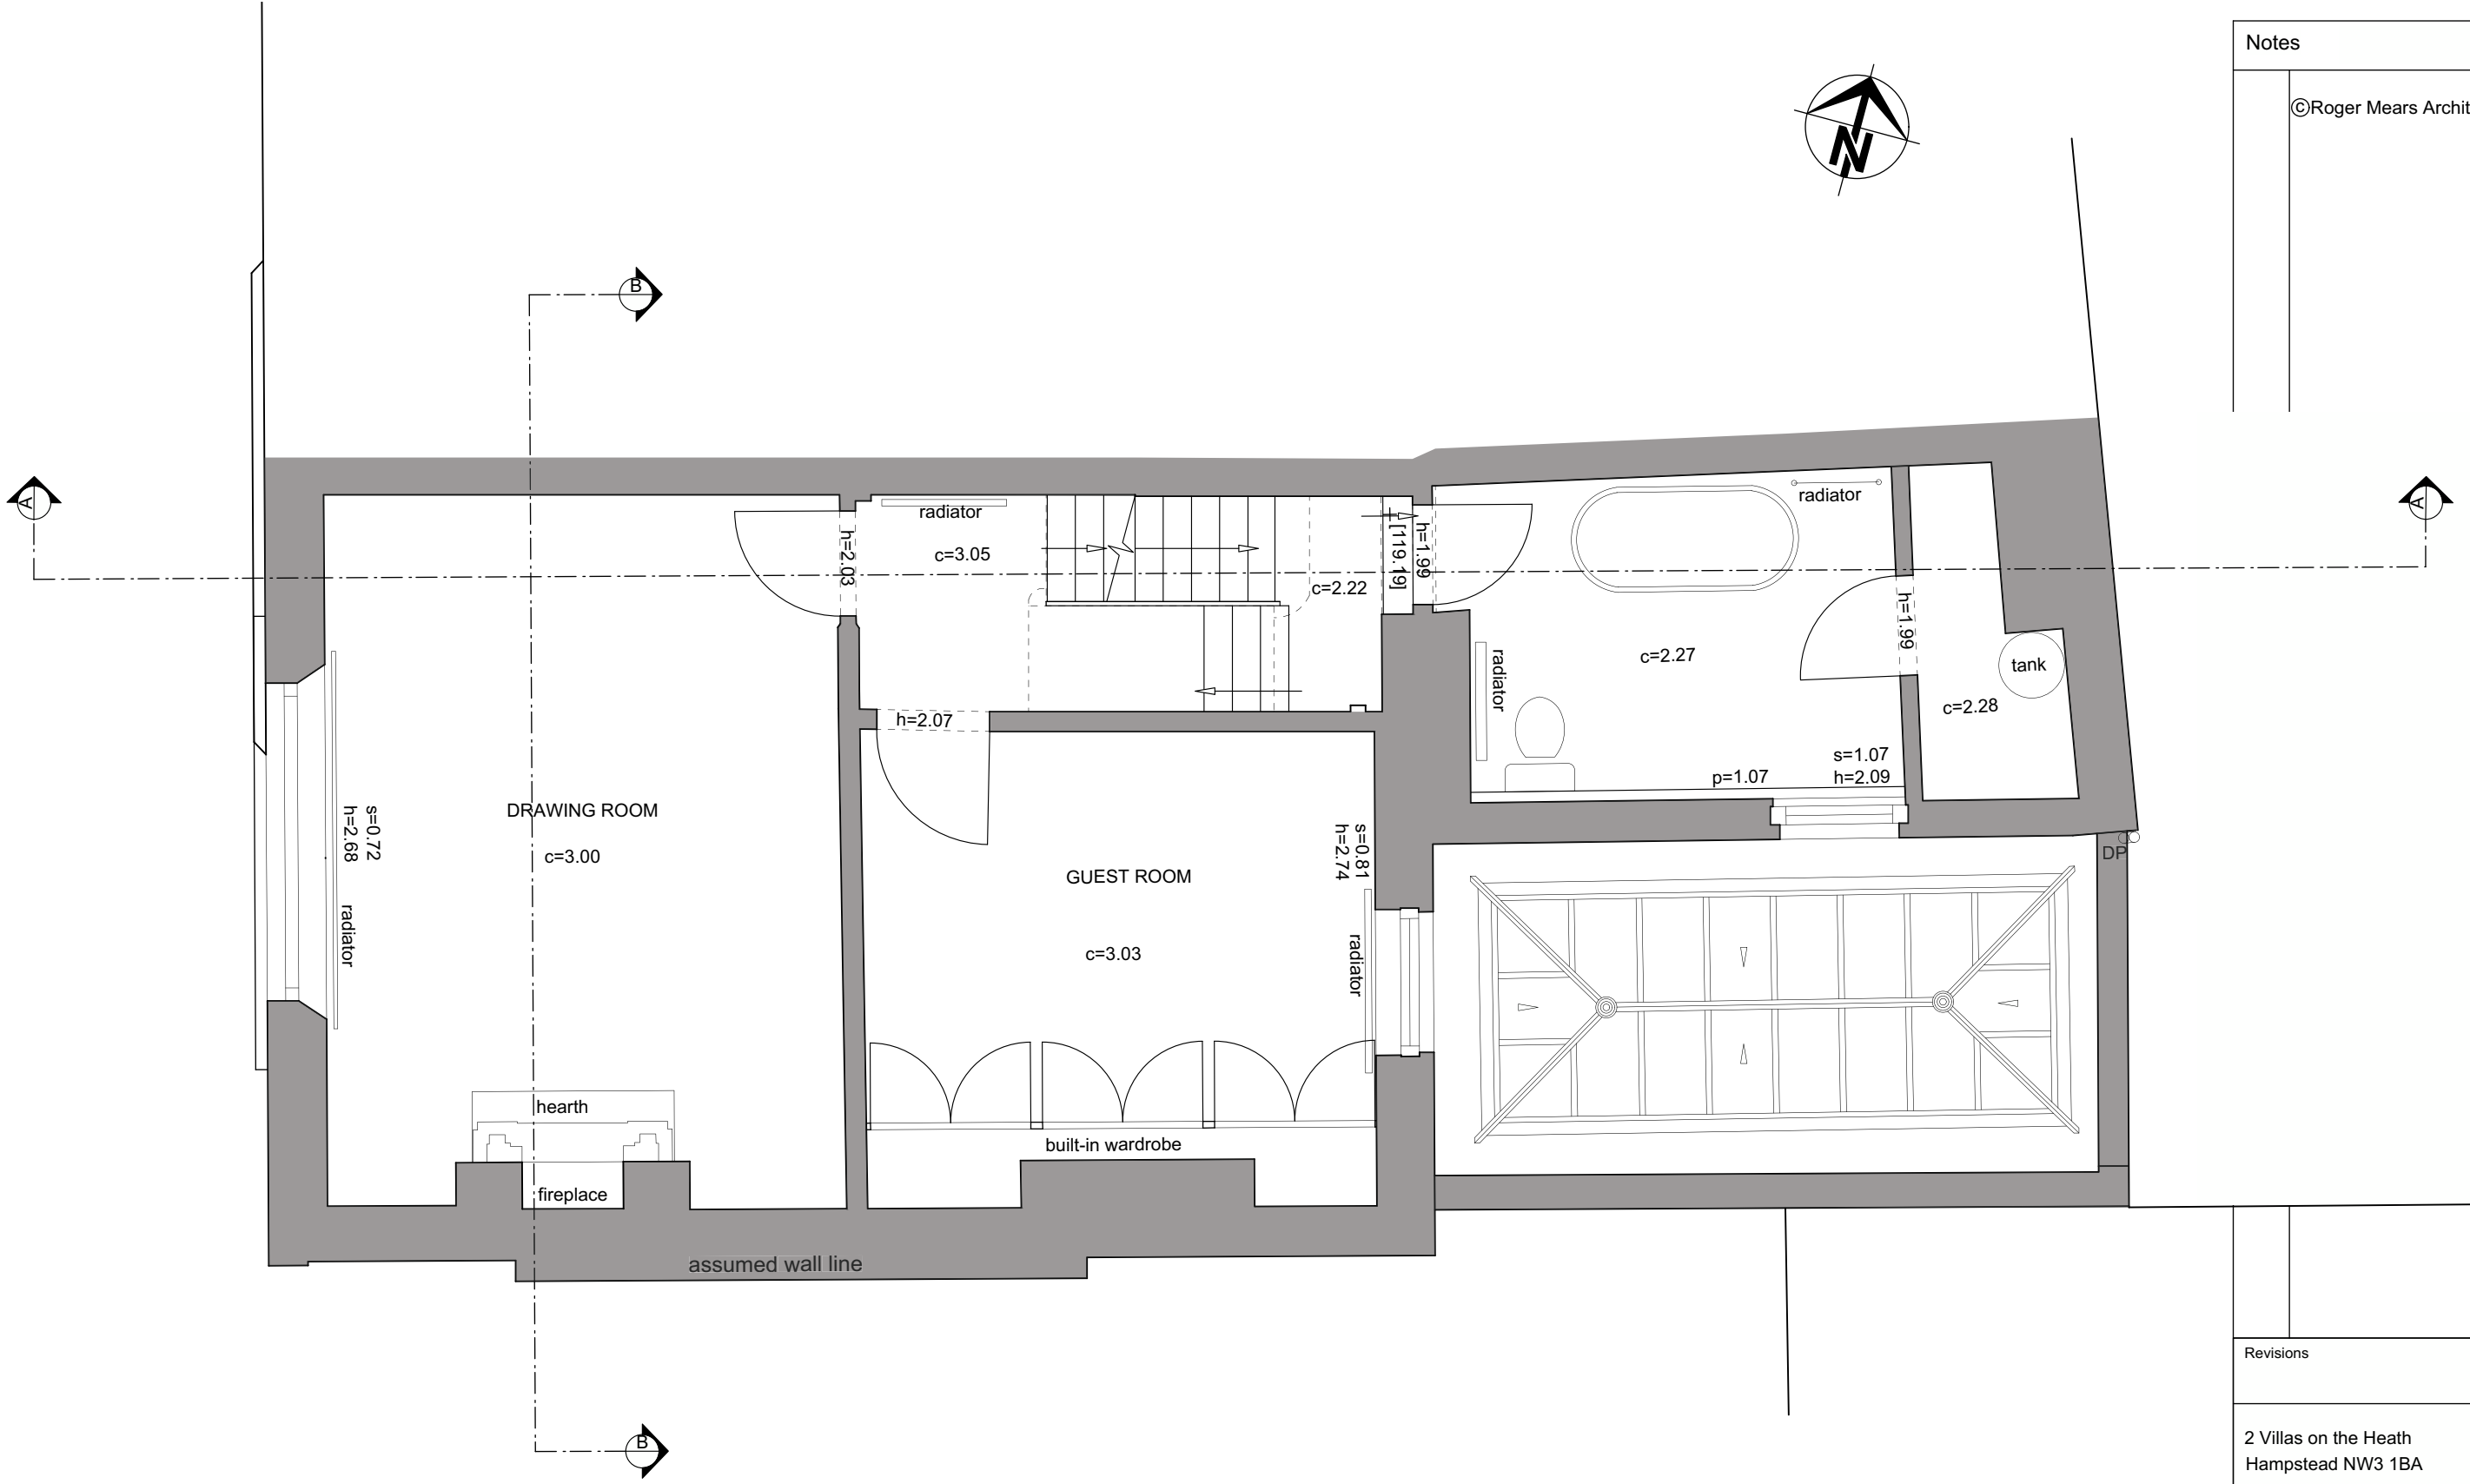 Notes
©Roger Mears Archit
N
B
A
A
radiator
c=3.05
h=2.03
c=2.22
[119.19]
h=1.99
radiator
h=1.99
c=2.27
radiator
tank
c=2.28
h=2.07
s=1.07
h=2.09
p=1.07
DRAWING ROOM
c=3.00
s=0.72
h=2.68
radiator
GUEST ROOM
c=3.03
s=0.81
h=2.74
radiator
DP
hearth
fireplace
built-in wardrobe
assumed wall line
B
Revisions
2 Villas on the Heath
Hampstead NW3 1BA